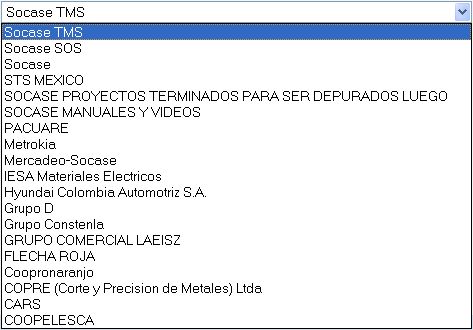 Socase TMS
Socase TMS
Socase SOS
Socase
STS MEXICO
SOCASE PROYECTOS TERMINADOS PARA SER DEPURADOS LUEGO
SOCASE MANUALES Y VIDEOS
PACUARE
Metrokia
Mercadeo-Socase
IESA Materiales Electricos
Hyundai Colombia Automotriz S.A.
Grupo D
Grupo Constenla
GRUPO COMERCIAL LAEISZ
FLECHA ROJA
Coopronaranjo
COPRE (Corte y Precision de Metales) Ltda
CARS
COOPELESCA